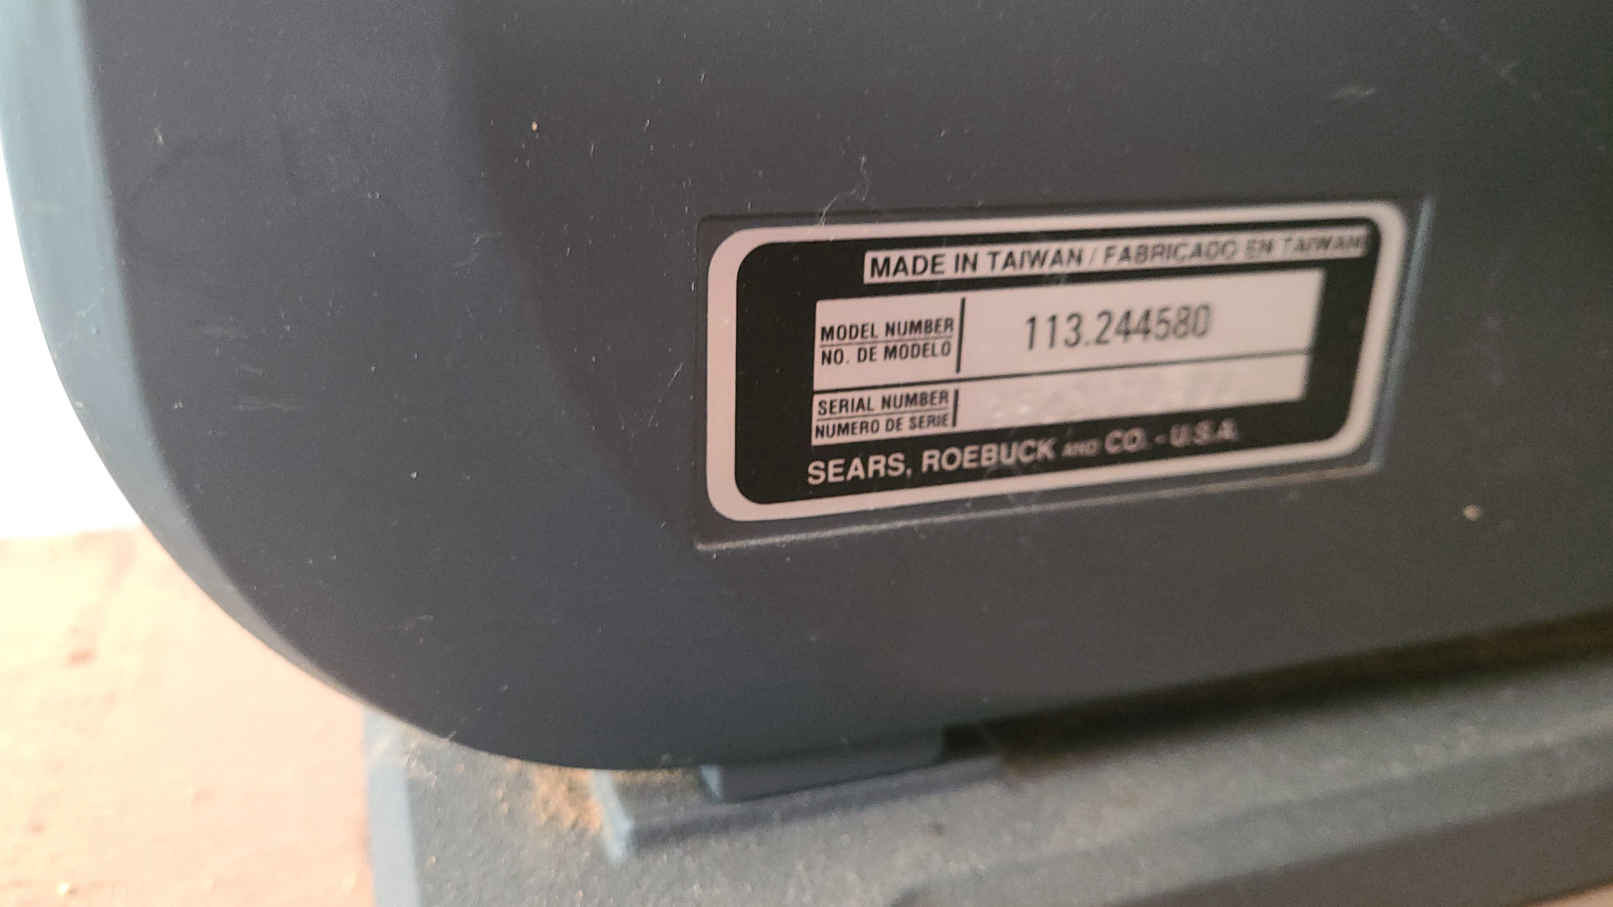 MADE IN TAIWAN / FABRICADO EN TAIWAN
MODEL NUMBER
NO. DE MODELO
113.244580
SERIAL NUMBER
NUMERO DE SERIE
SEARS, ROEBUCK AND CO. - U.S.A.